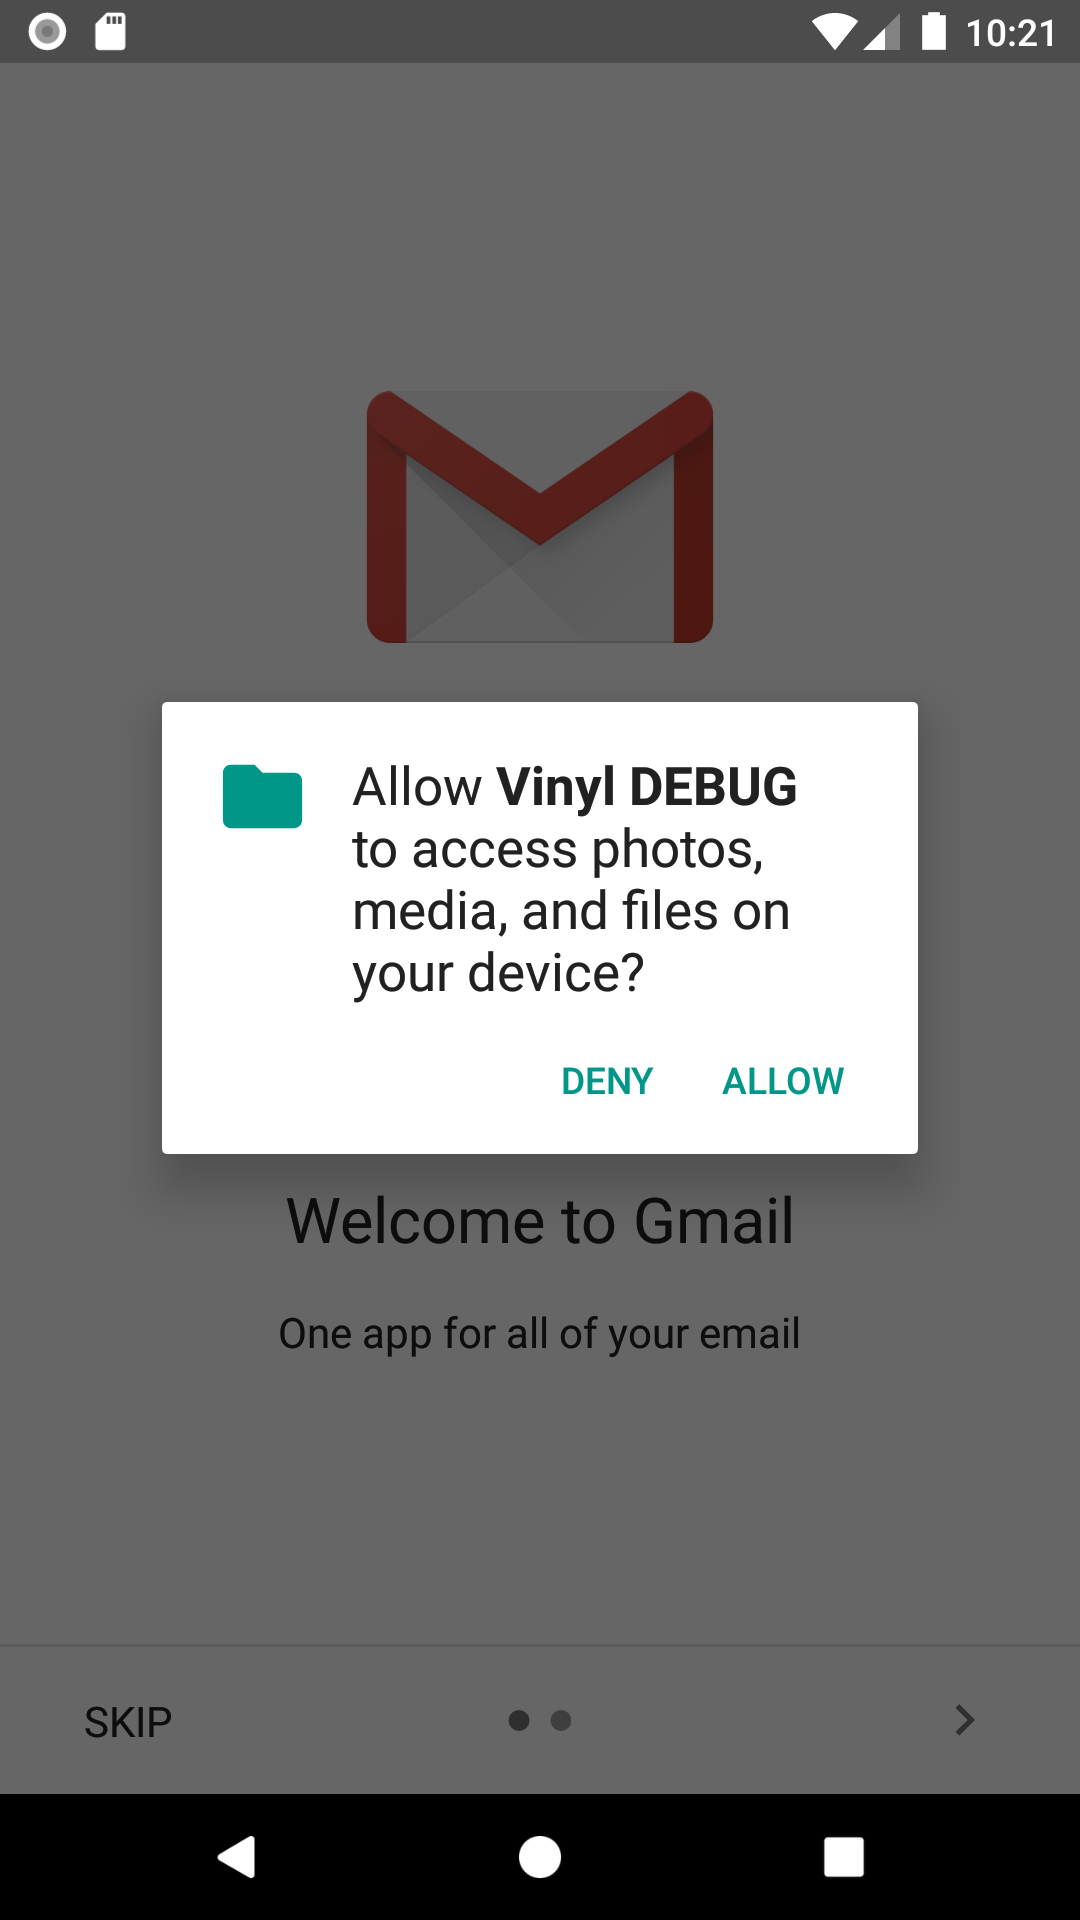 10:21
Allow Vinyl DEBUG
to access photos,
media, and files on
your device?
DENY ALLOW
Welcome to Gmail
One app for all of your email
SKIP